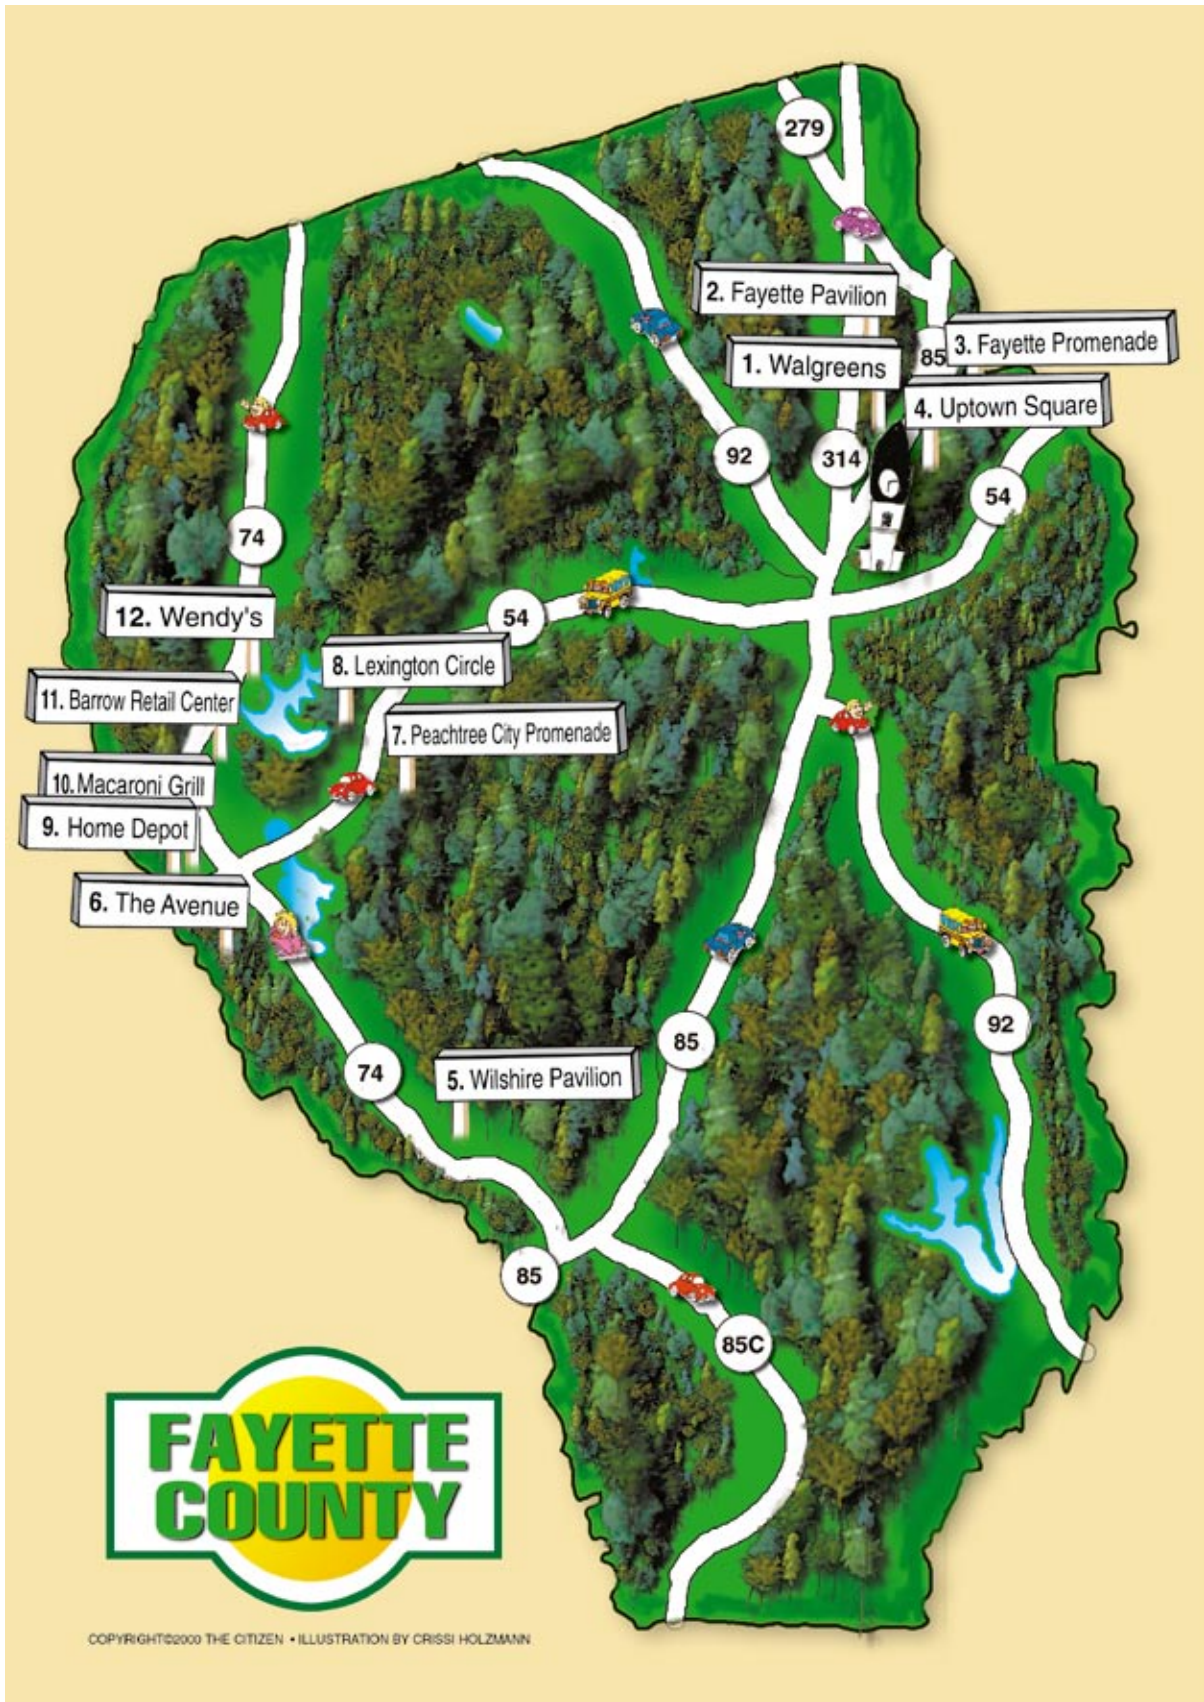 279
2. Fayette Pavilion
85
3. Fayette Promenade
1. Walgreens
4. Uptown Square
92
314
54
74
12. Wendy's
54
8. Lexington Circle
11. Barrow Retail Center
7. Peachtree City Promenade
10. Macaroni Grill
9. Home Depot
6. The Avenue
92
85
74
5. Wilshire Pavilion
85
85C
FAYETTE
COUNTY
COPYRIGHT©2000 THE CITIZEN • ILLUSTRATION BY CRISSI HOLZMANN